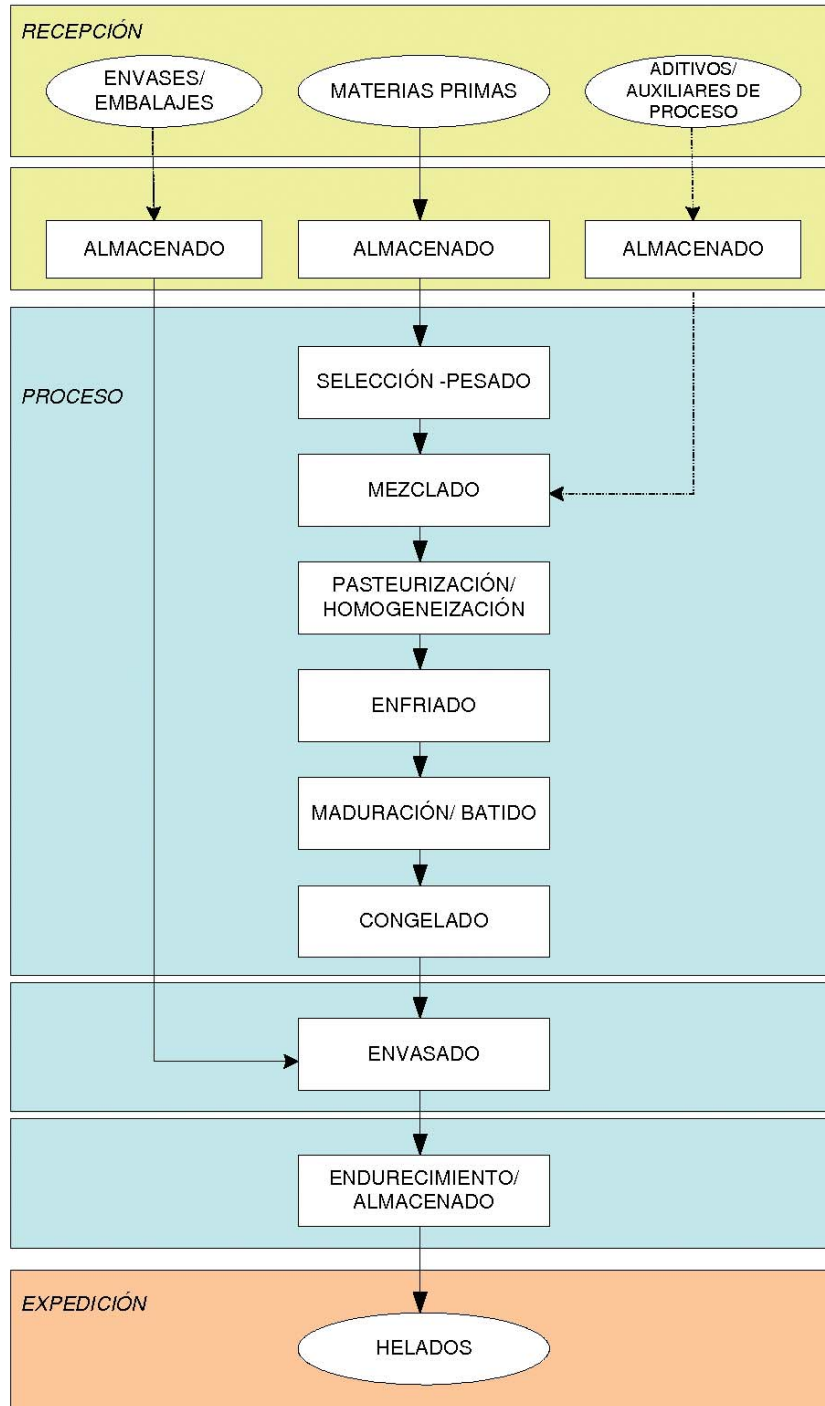 RECEPCIÓN
ENVASES/
EMBALAJES
MATERIAS PRIMAS
ADITIVOS/
AUXILIARES DE
PROCESO
ALMACENADO
ALMACENADO
ALMACENADO
PROCESO
SELECCIÓN -PESADO
MEZCLADO
PASTEURIZACIÓN/
HOMOGENEIZACIÓN
ENFRIADO
MADURACIÓN/ BATIDO
CONGELADO
ENVASADO
ENDURECIMIENTO/
ALMACENADO
EXPEDICIÓN
HELADOS